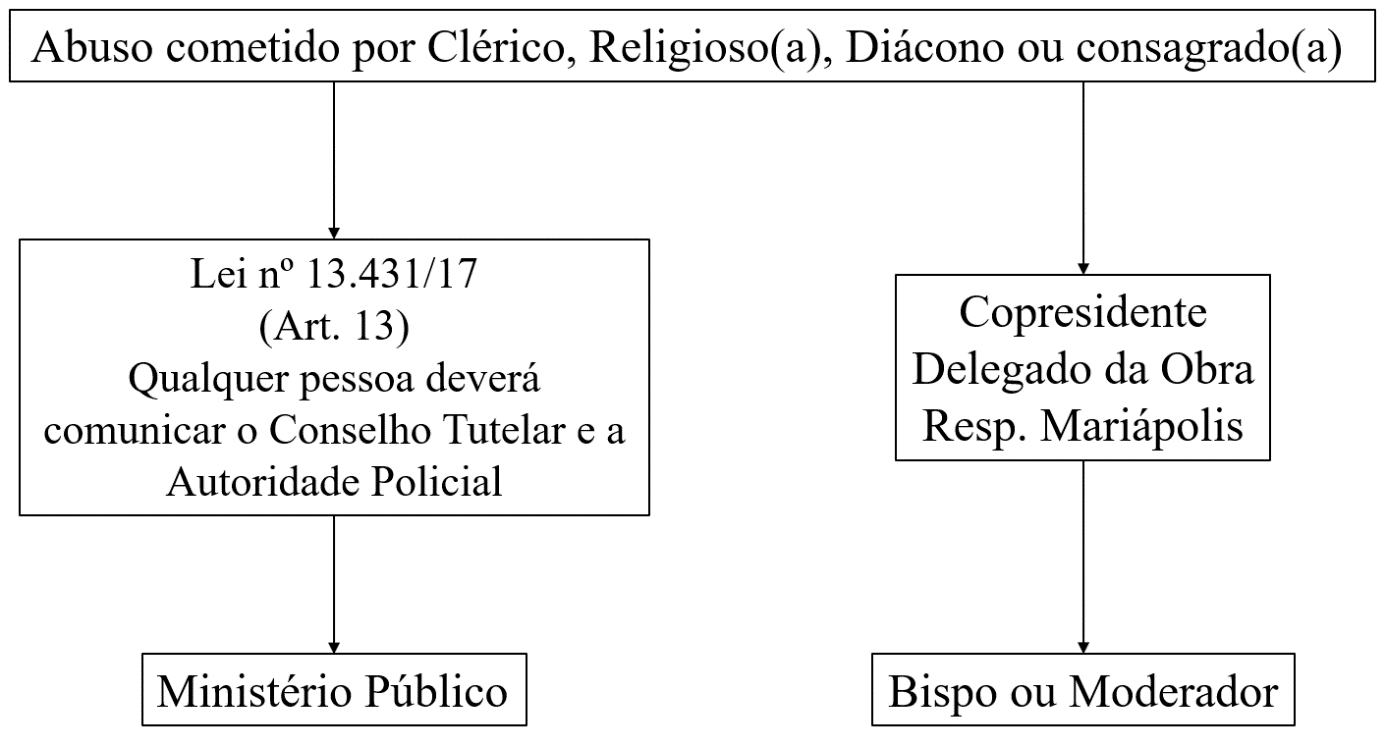 Abuso cometido por Clérico, Religioso(a), Diácono ou consagrado(a)
Lei nº 13.431/17
(Art. 13)
Qualquer pessoa deverá
comunicar o Conselho Tutelar e a
Autoridade Policial
Ministério Público
Copresidente
Delegado da Obra
Resp. Mariápolis
Bispo ou Moderador